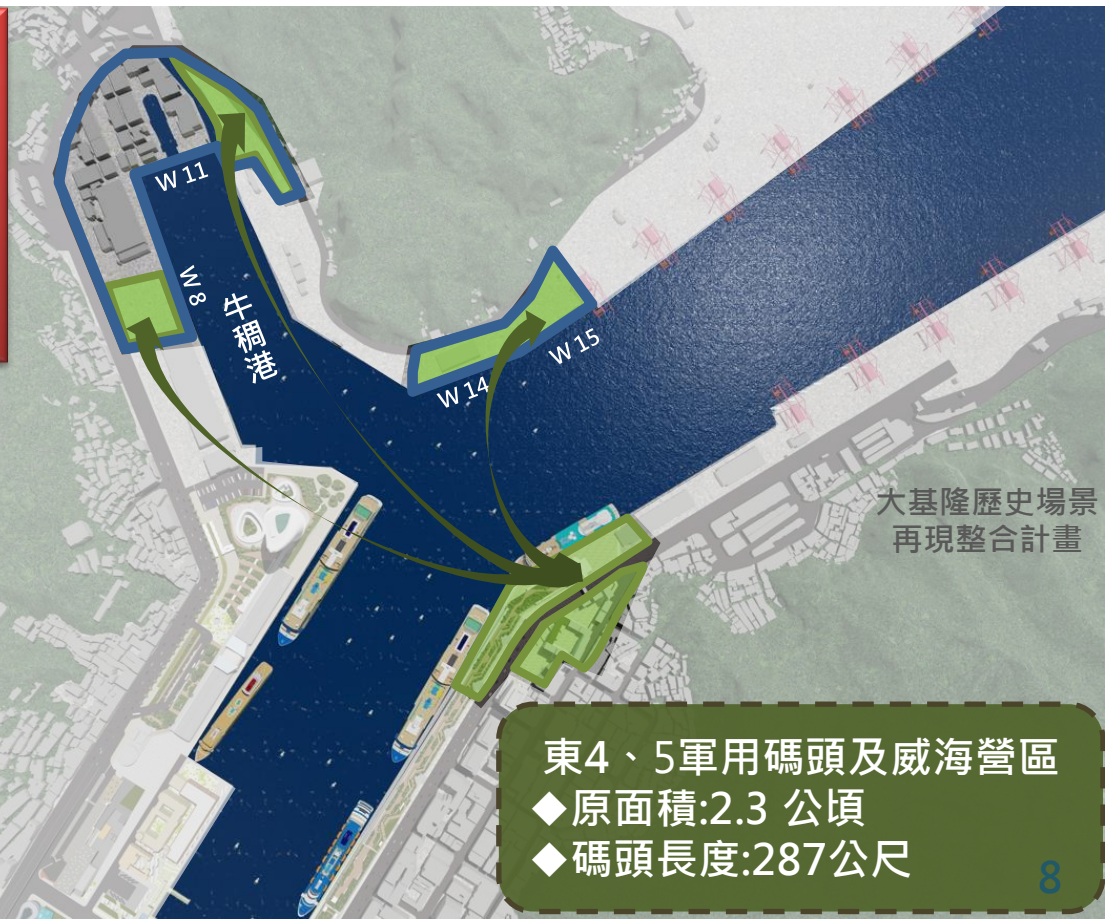 W 11
W 8
牛稠港
W 14
W 15
大基隆歷史場景
再現整合計畫
東4、5軍用碼頭及威海營區
◆原面積:2.3 公頃
◆碼頭長度:287公尺
8